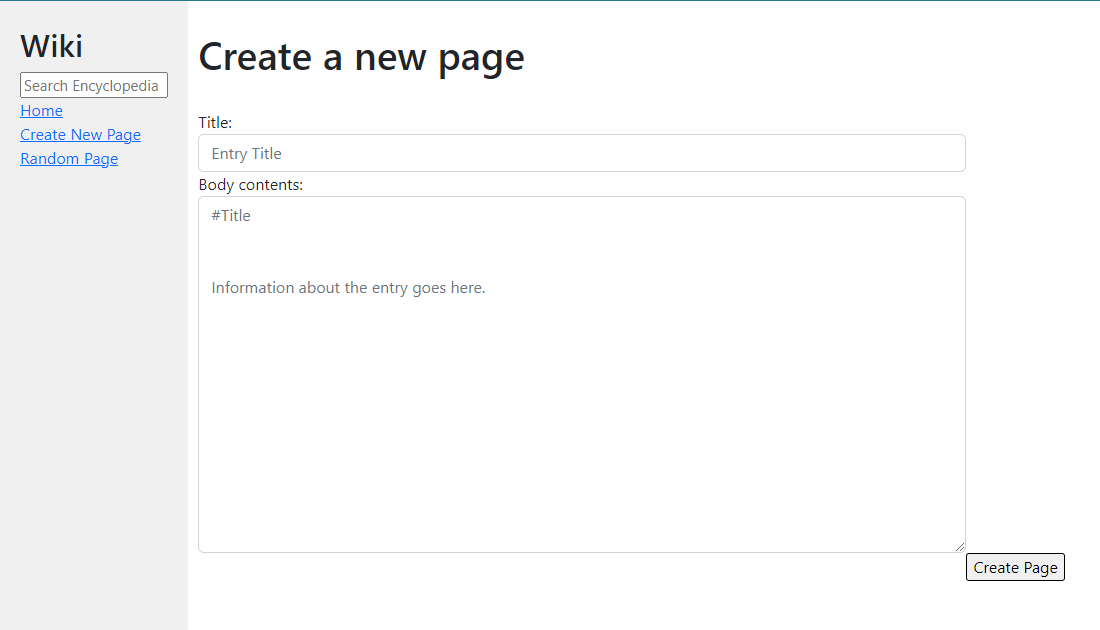 Wiki
Search Encyclopedia
Home
Create New Page
Random Page
Create a new page
Title:
Entry Title
Body contents:
#Title
Information about the entry goes here.
Create Page